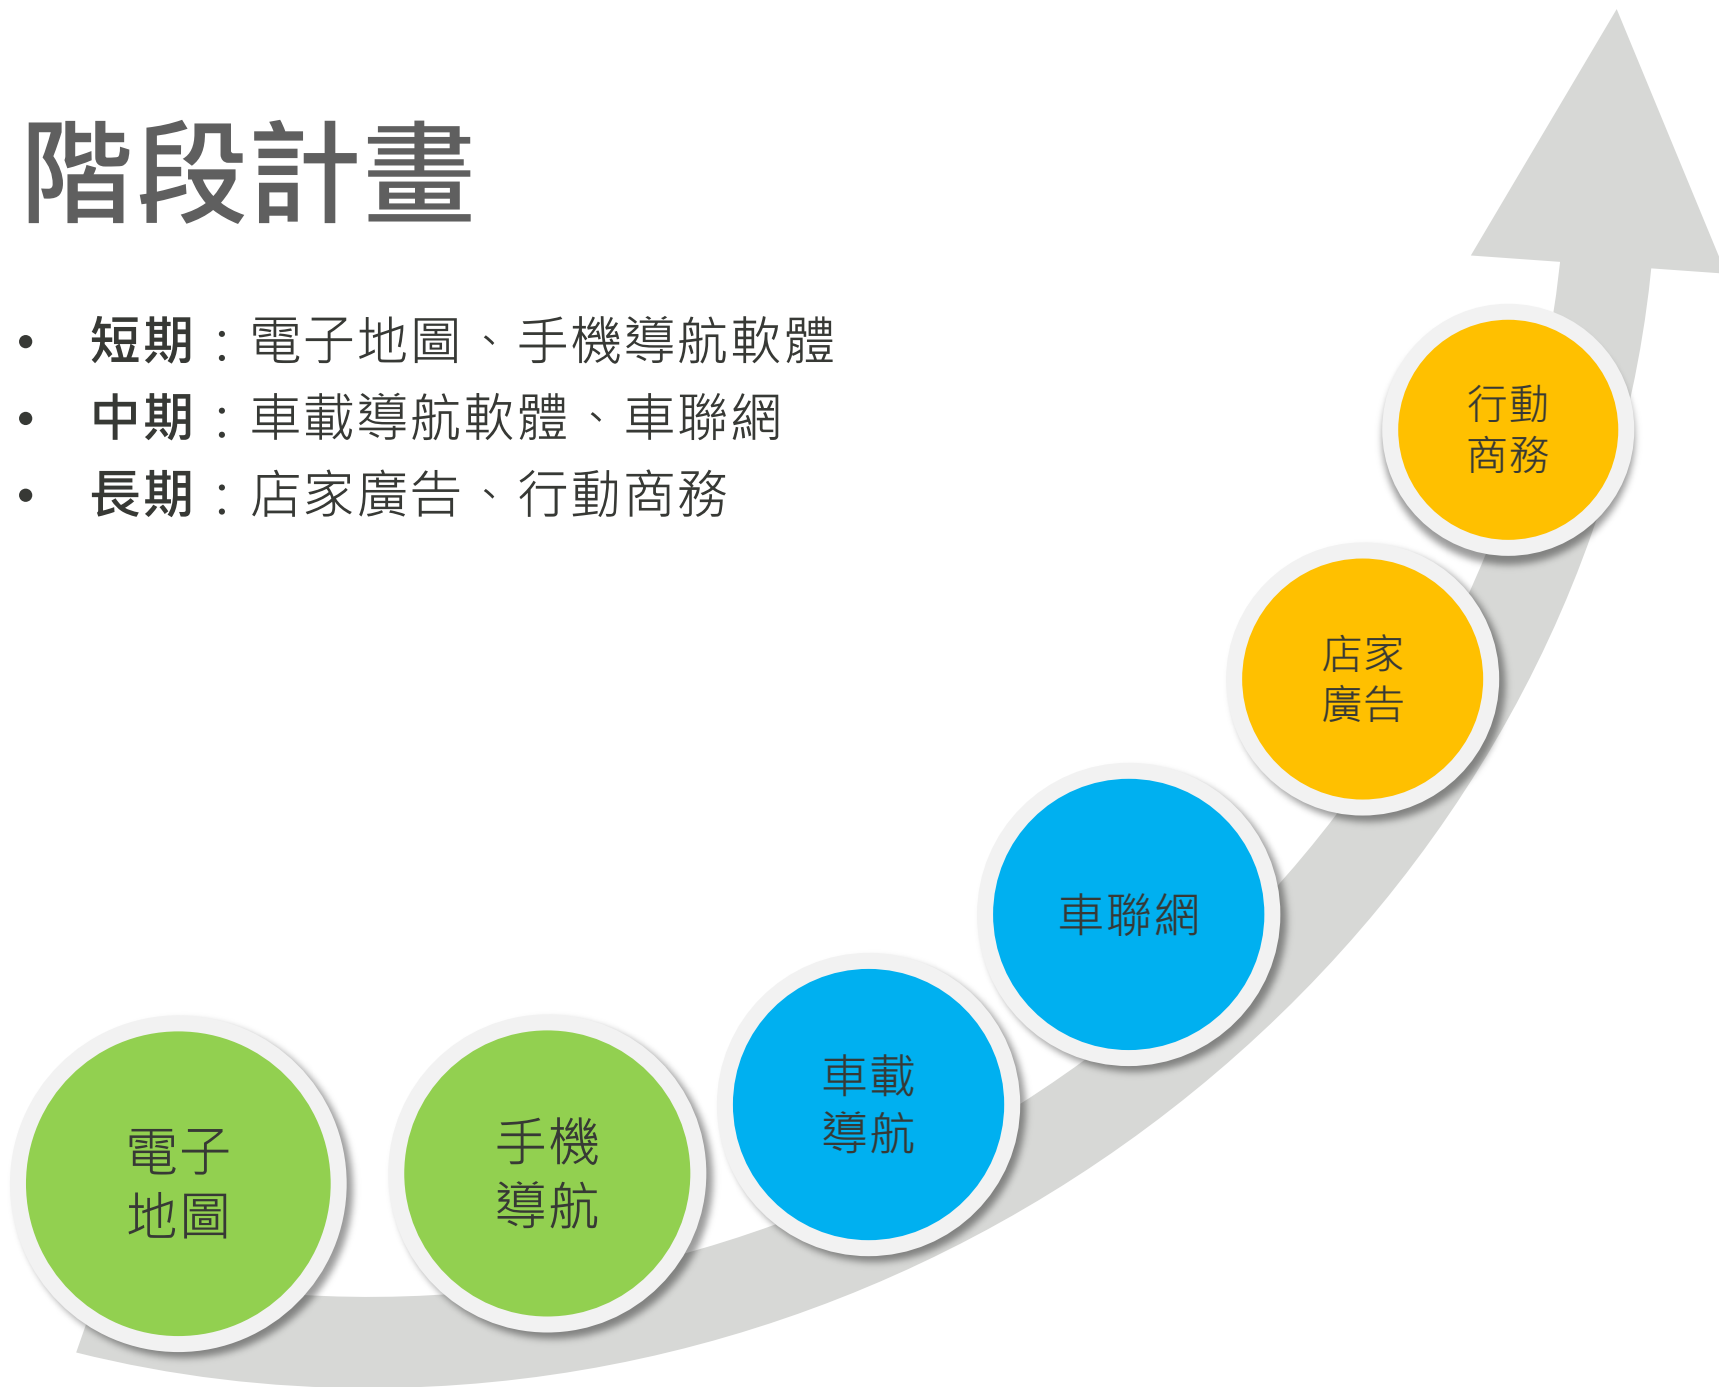 階段計畫
• 短期：電子地圖、手機導航軟體
• 中期：車載導航軟體、車聯網
• 長期：店家廣告、行動商務
行動
商務
店家
廣告
車聯網
車載
導航
手機
導航
電子
地圖